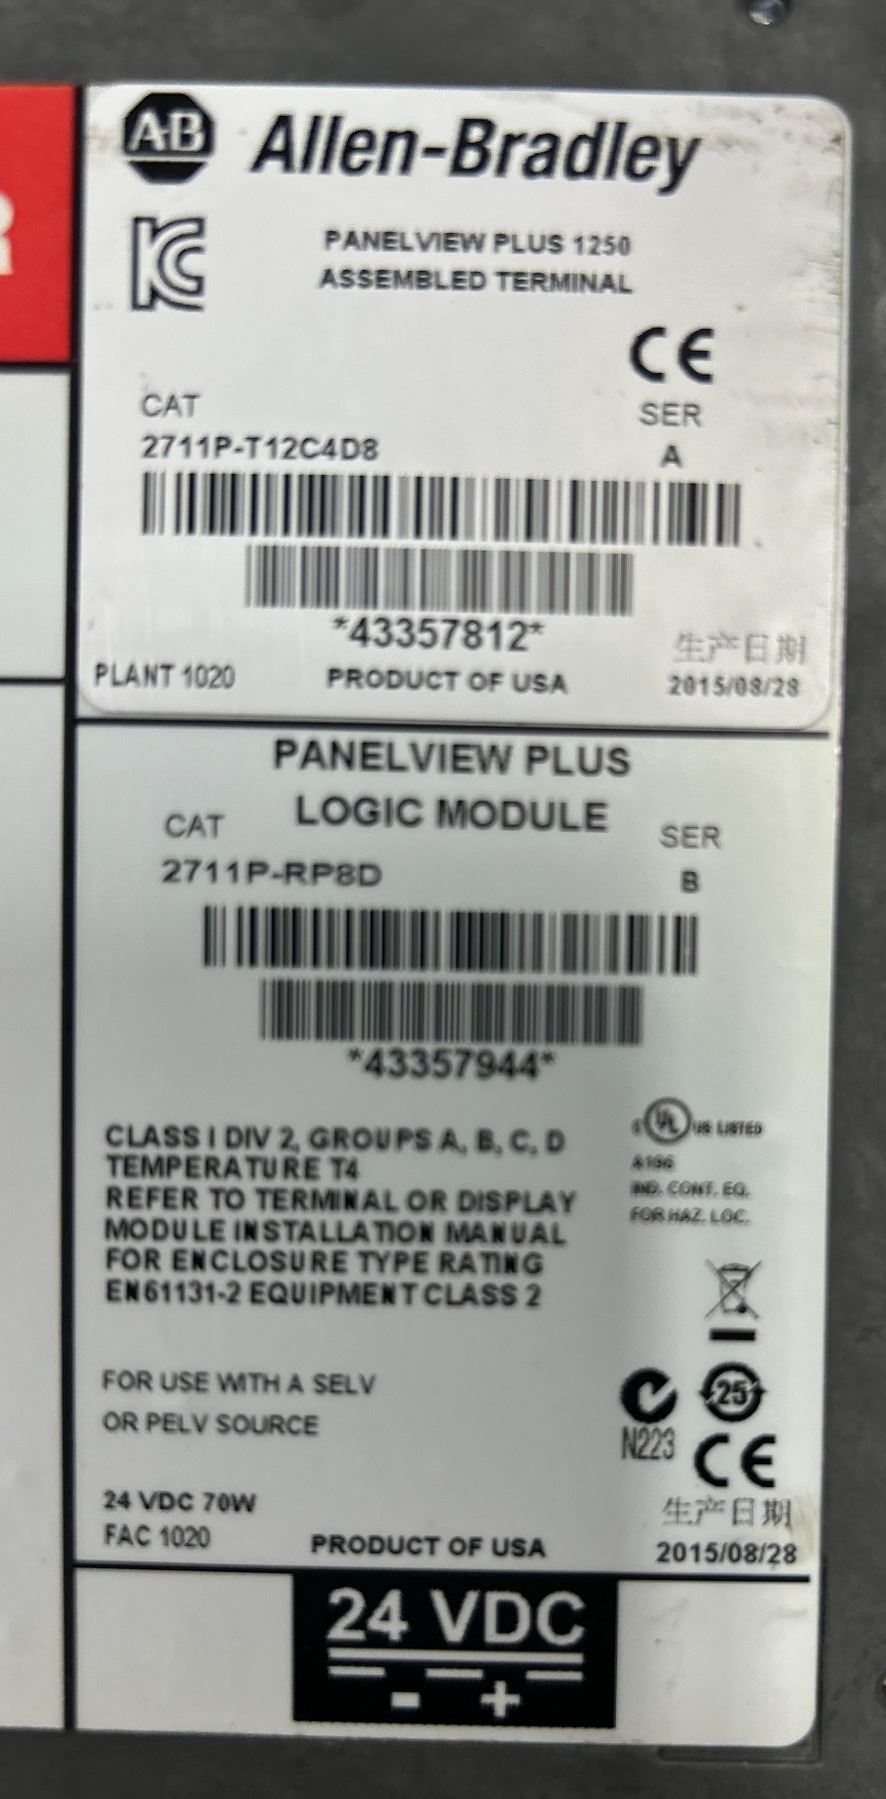 R
AB Allen-Bradley
PANELVIEW PLUS 1250
ASSEMBLED TERMINAL
CE
CAT
SER
2711P-T12C4D8
A
*43357812*
生产日期
PLANT 1020
PRODUCT OF USA
2015/08/28
PANELVIEW PLUS
LOGIC MODULE
CAT
SER
2711P-RP8D
B
*43357944*
CLASS I DIV 2, GROUPS A, B, C, D
TEMPERATURE T4
REFER TO TERMINAL OR DISPLAY
MODULE INSTALLATION MANUAL
FOR ENCLOSURE TYPE RATING
EN61131-2 EQUIPMENT CLASS 2
C UL US LISTED
A196
IND. CONT. EQ.
FOR HAZ. LOC.
FOR USE WITH A SELV
OR PELV SOURCE
25
N223
CE
24 VDC 70W
生产日期
FAC 1020
PRODUCT OF USA
2015/08/28
24 VDC
- +